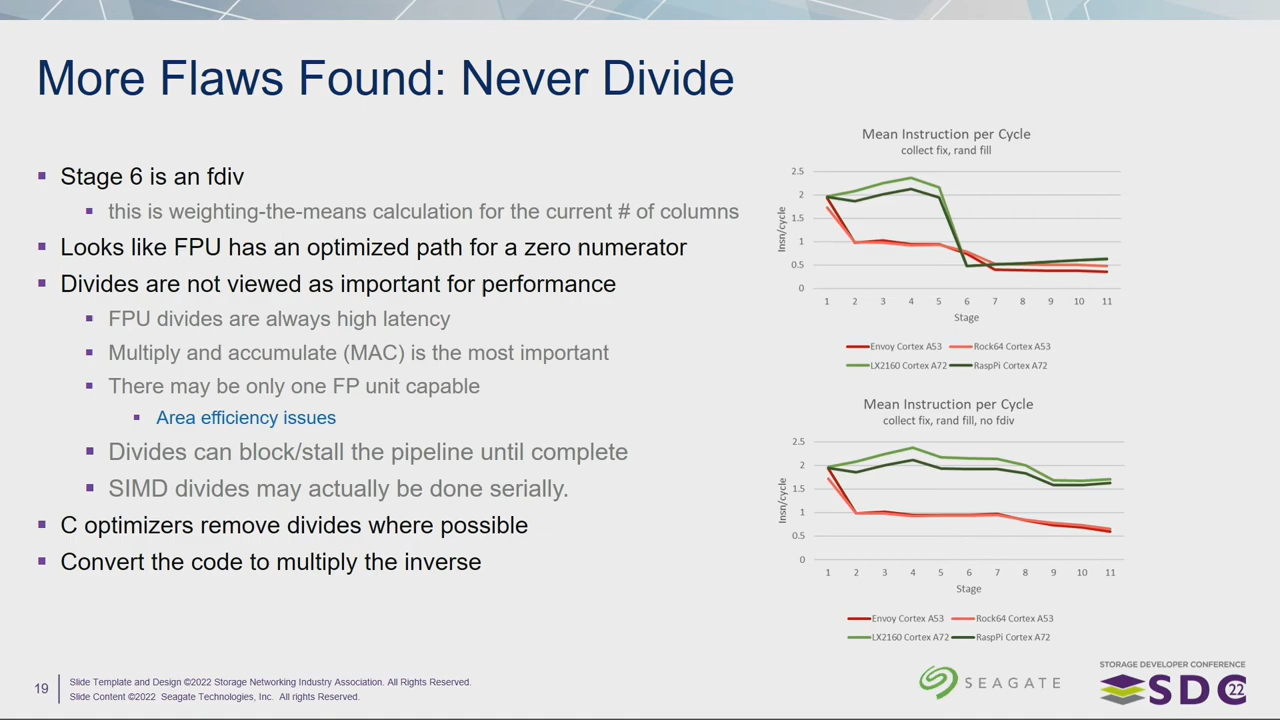 More Flaws Found: Never Divide
Stage 6 is an fdiv
this is weighting-the-means calculation for the current # of columns
Looks like FPU has an optimized path for a zero numerator
Divides are not viewed as important for performance
FPU divides are always high latency
Multiply and accumulate (MAC) is the most important
There may be only one FP unit capable
Area efficiency issues
Divides can block/stall the pipeline until complete
SIMD divides may actually be done serially.
C optimizers remove divides where possible
Convert the code to multiply the inverse
Mean Instruction per Cycle
collect fix, rand fill
Insn/cycle
2.5
2
1.5
1
0.5
0
1 2 3 4 5 6 7 8 9 10 11
Stage
Envoy Cortex A53 Rock64 Cortex A53
LX2160 Cortex A72 RaspPi Cortex A72
Mean Instruction per Cycle
collect fix, rand fill, no fdiv
Insn/cycle
2.5
2
1.5
1
0.5
0
1 2 3 4 5 6 7 8 9 10 11
Stage
Envoy Cortex A53 Rock64 Cortex A53
LX2160 Cortex A72 RaspPi Cortex A72
19
Slide Template and Design ©2022 Storage Networking Industry Association. All Rights Reserved.
Slide Content ©2022 Seagate Technologies, Inc. All rights Reserved.
SEAGATE
STORAGE DEVELOPER CONFERENCE
SDC 22